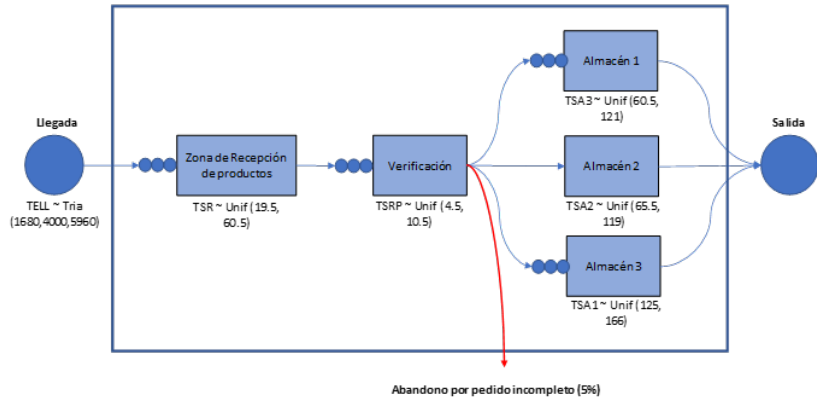 Llegada
TELL ~ Tria
(1680,4000,5960)
Zona de Recepción
de productos
TSR ~ Unif (19.5,
60.5)
Verificación
TSRP ~ Unif (4.5,
10.5)
Almacén 1
TSA3 ~ Unif (60.5,
121)
Almacén 2
TSA2 ~ Unif (65.5,
119)
Almacén 3
TSA1 ~ Unif (125,
166)
Salida
Abandono por pedido incompleto (5%)